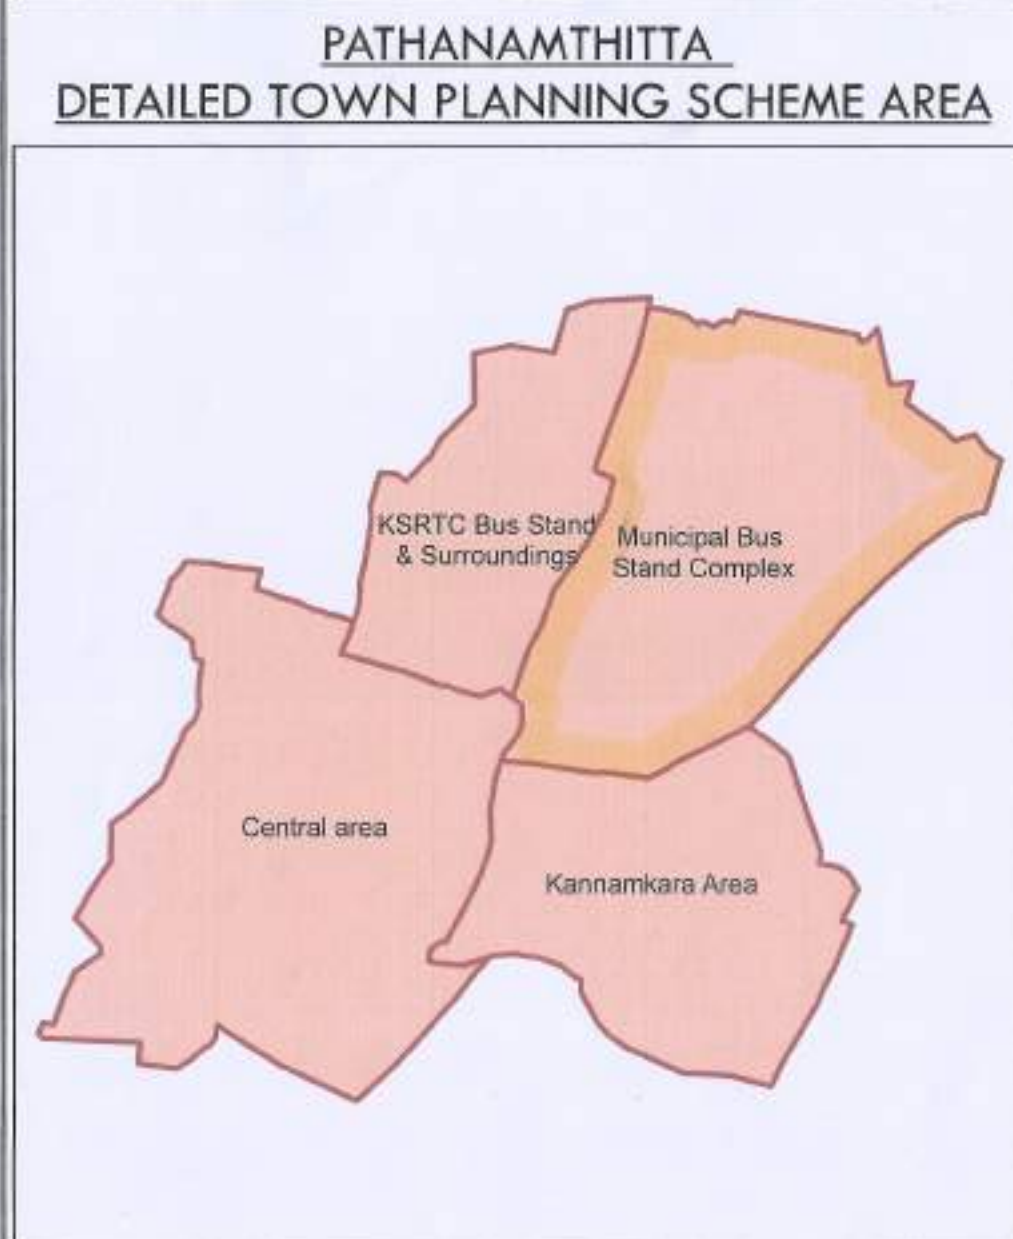 PATHANAMTHITTA
DETAILED TOWN PLANNING SCHEME AREA
KSRTC Bus Stand
& Surroundings
Municipal Bus
Stand Complex
Central area
Kannamkara Area